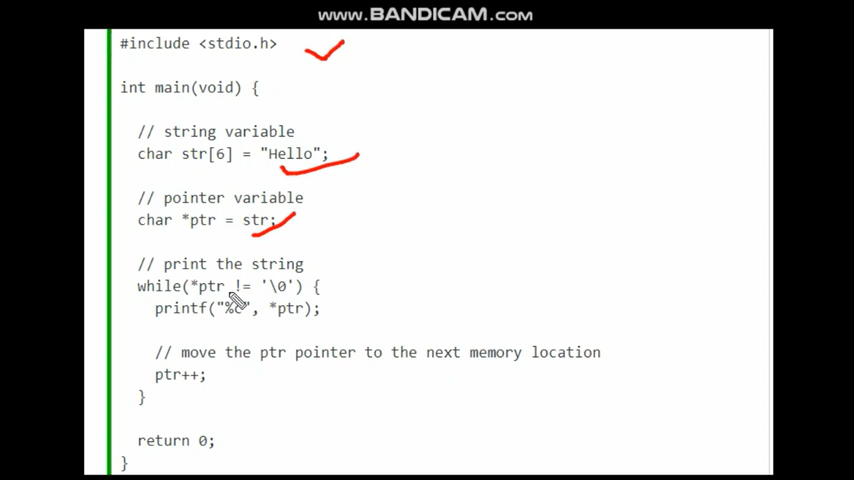 www.BANDICAM.com
#include <stdio.h>
int main(void) {
// string variable
char str[6] = "Hello";
// pointer variable
char *ptr = str;
// print the string
while(*ptr != '\0') {
printf("%c", *ptr);
// move the ptr pointer to the next memory location
ptr++;
}
return 0;
}